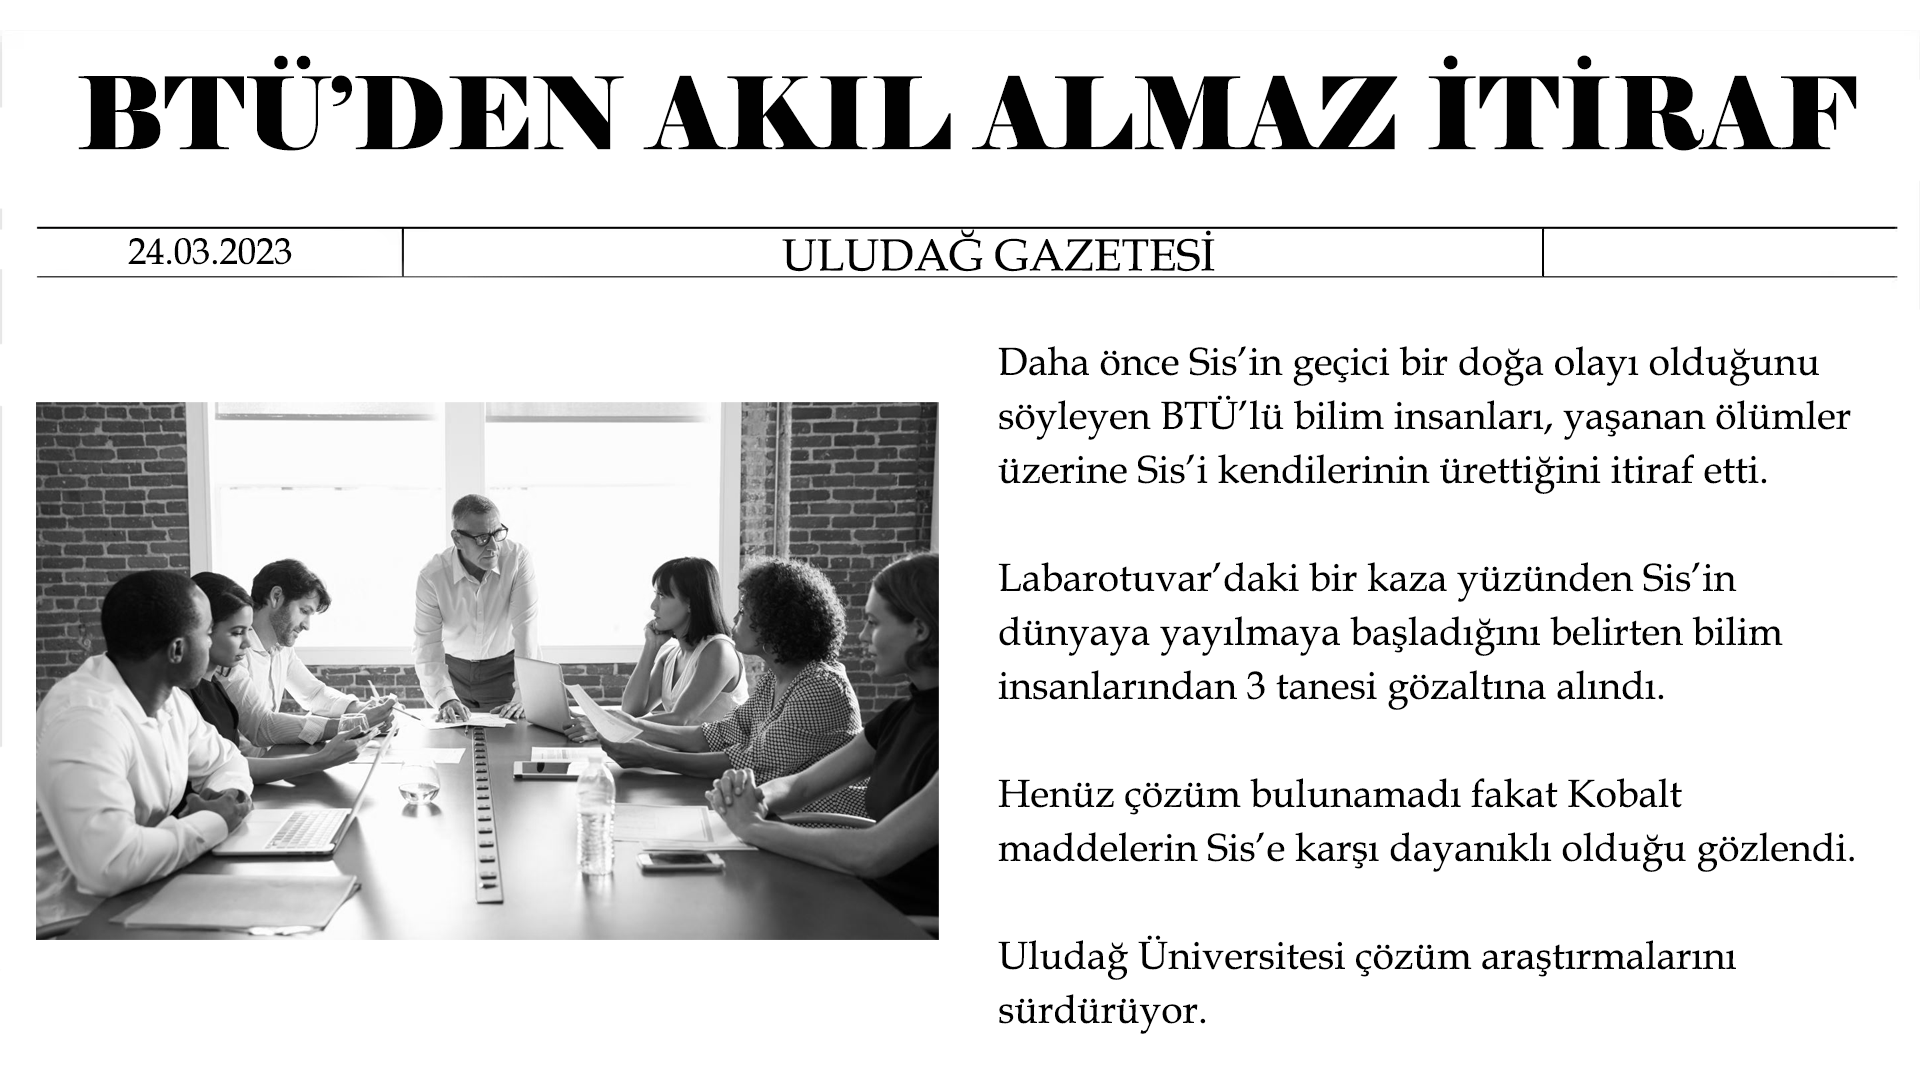 BTÜ’DEN AKIL ALMAZ İTİRAF
24.03.2023
ULUDAĞ GAZETESİ
Daha önce Sis’in geçici bir doğa olayı olduğunu
söyleyen BTÜ’lü bilim insanları, yaşanan ölümler
üzerine Sis’i kendilerinin ürettiğini itiraf etti.
Labarotuvar’daki bir kaza yüzünden Sis’in
dünyaya yayılmaya başladığını belirten bilim
insanlarından 3 tanesi gözaltına alındı.
Henüz çözüm bulunamadı fakat Kobalt
maddelerin Sis’e karşı dayanıklı olduğu gözlendi.
Uludağ Üniversitesi çözüm araştırmalarını
sürdürüyor.